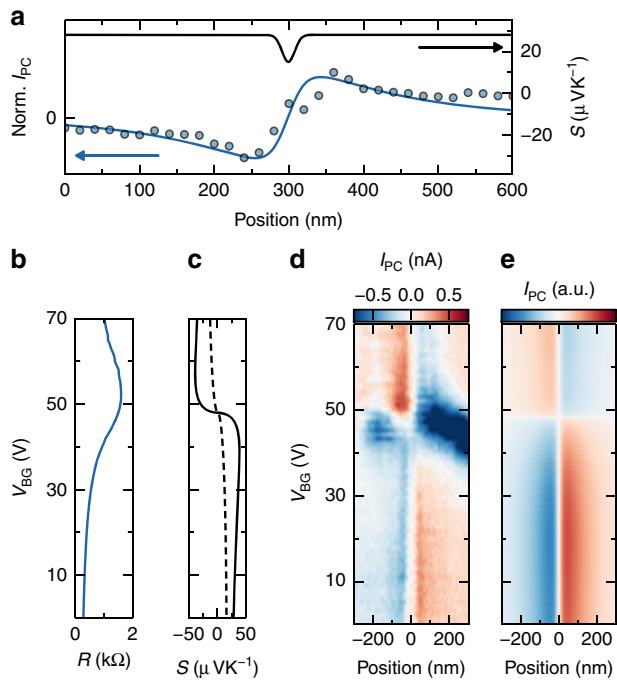 a
Norm. I_PC
0
20
0
−20
S (μ VK⁻¹)
0 100 200 300 400 500 600
Position (nm)
b c d e
I_PC (nA) I_PC (a.u.)
−0.5 0.0 0.5
70 70
50 50
30 30
10 10
V_BG (V) V_BG (V)
0 2 −50 0 50 −200 0 200 −200 0 200
R (kΩ) S (μ VK⁻¹) Position (nm) Position (nm)